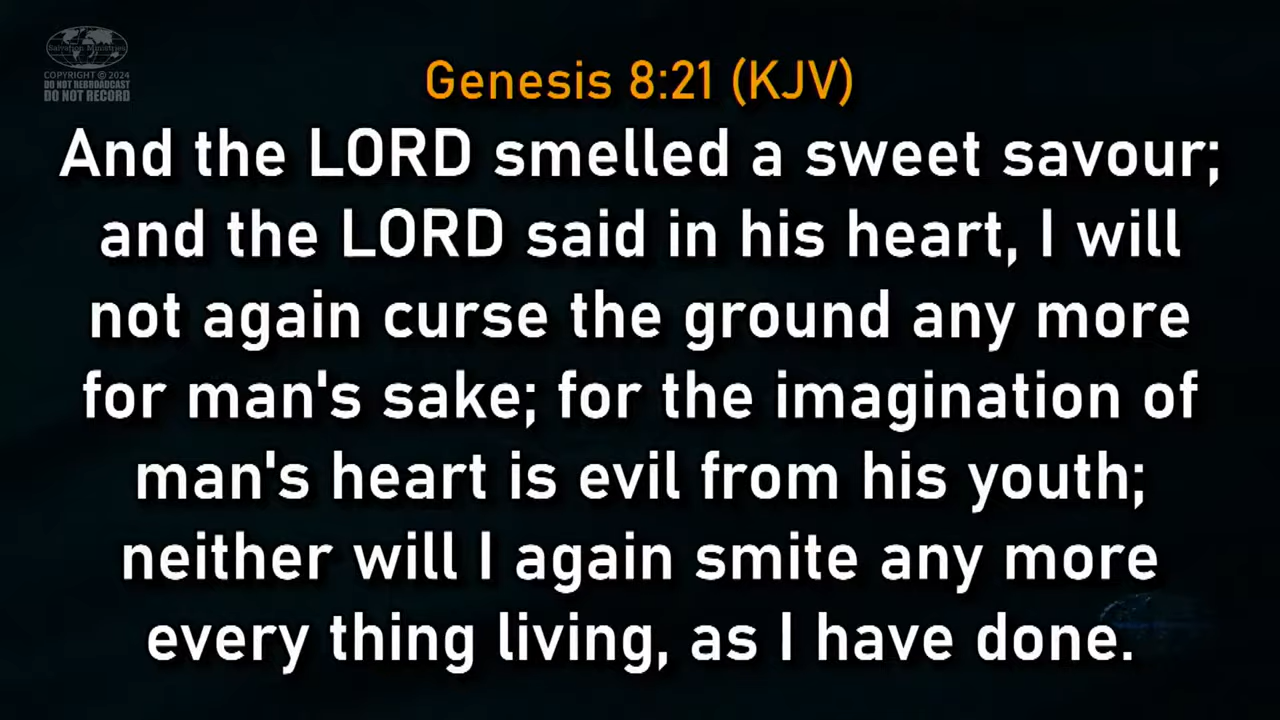 Salvation Ministries
COPYRIGHT © 2024
DO NOT REBROADCAST
DO NOT RECORD
Genesis 8:21 (KJV)
And the LORD smelled a sweet savour;
and the LORD said in his heart, I will
not again curse the ground any more
for man's sake; for the imagination of
man's heart is evil from his youth;
neither will I again smite any more
every thing living, as I have done.